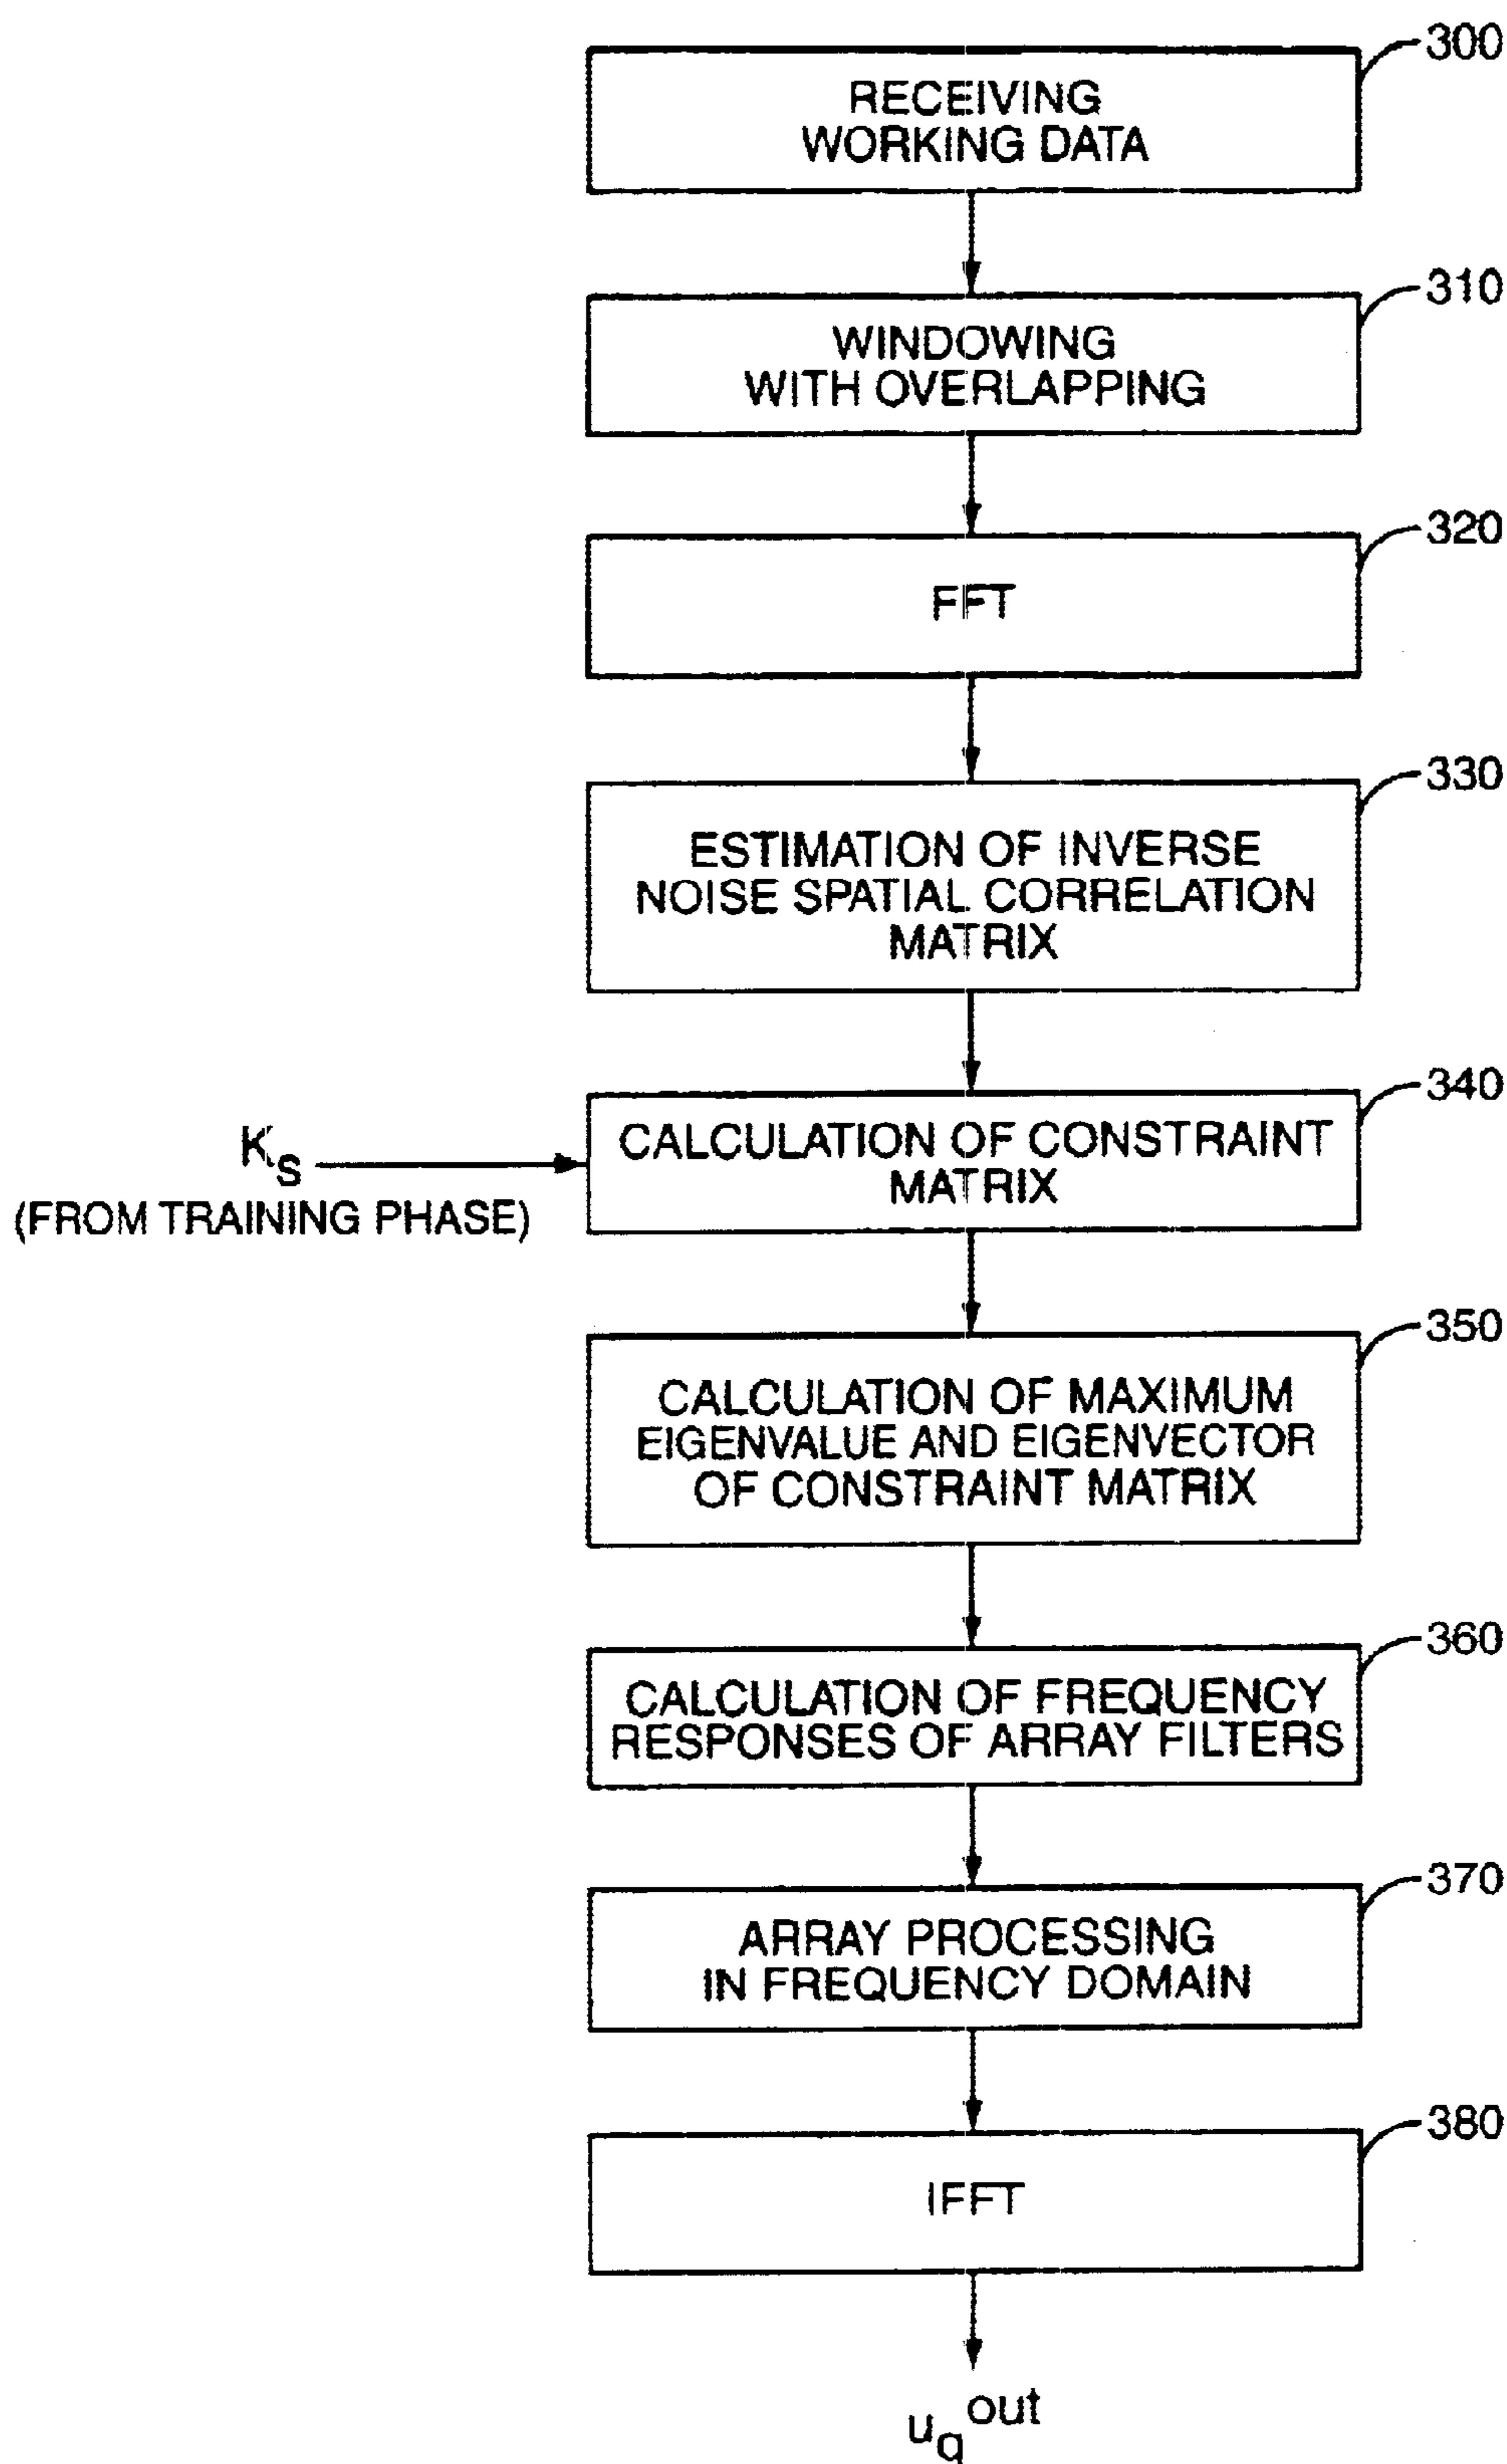 300
RECEIVING
WORKING DATA
310
WINDOWING
WITH OVERLAPPING
320
FFT
330
ESTIMATION OF INVERSE
NOISE SPATIAL CORRELATION
MATRIX
340
CALCULATION OF CONSTRAINT
MATRIX
K_S
(FROM TRAINING PHASE)
350
CALCULATION OF MAXIMUM
EIGENVALUE AND EIGENVECTOR
OF CONSTRAINT MATRIX
360
CALCULATION OF FREQUENCY
RESPONSES OF ARRAY FILTERS
370
ARRAY PROCESSING
IN FREQUENCY DOMAIN
380
IFFT
u_q^out